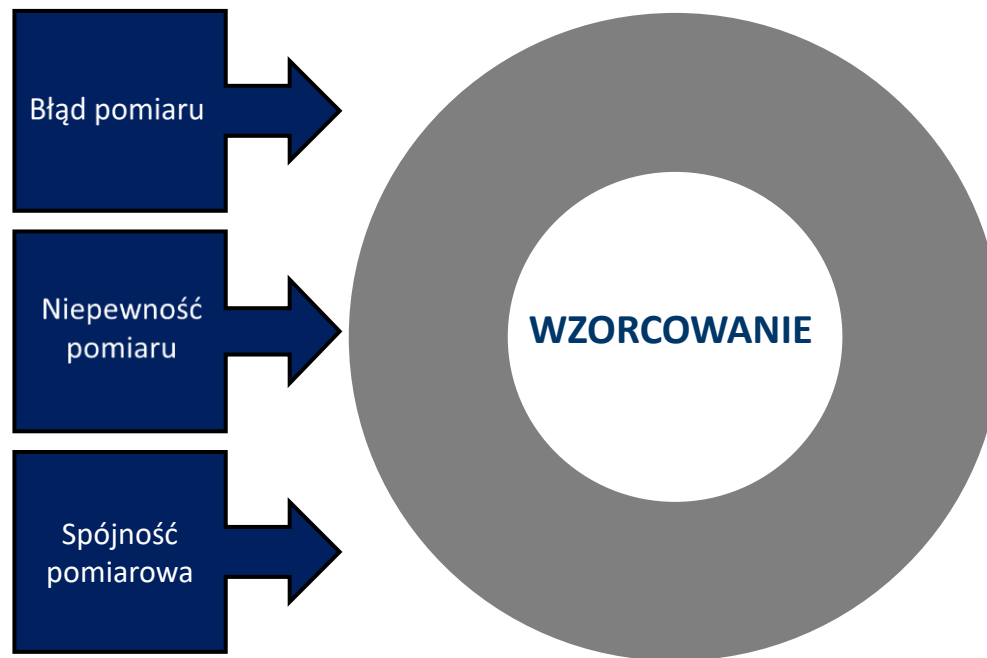 Błąd pomiaru
Niepewność
pomiaru
Spójność
pomiarowa
WZORCOWANIE